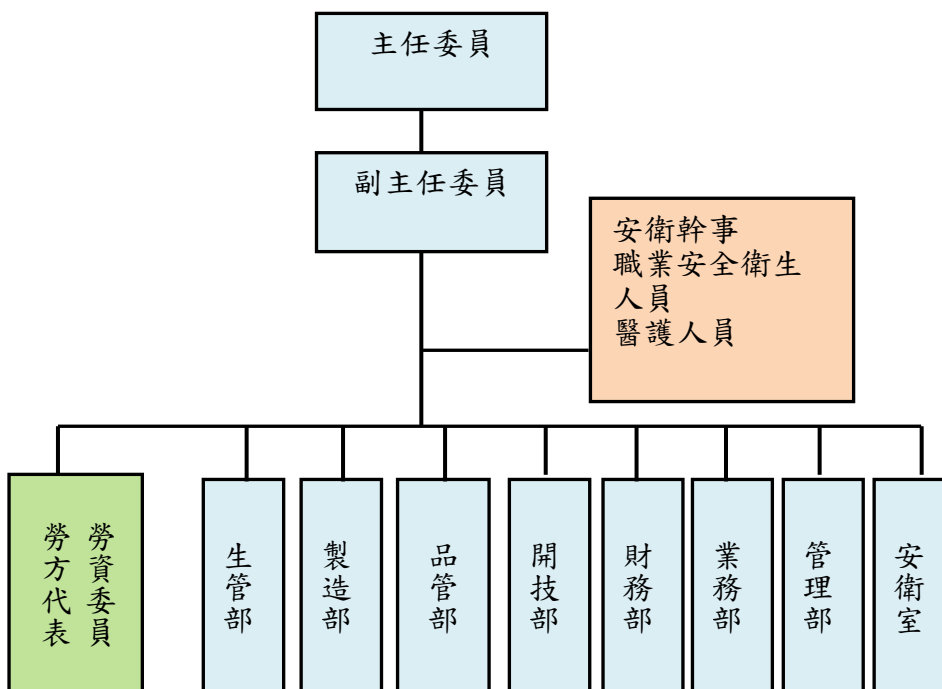 主任委員
副主任委員
安衛幹事
職業安全衛生
人員
醫護人員
勞資委員
勞方代表
生管部
製造部
品管部
開技部
財務部
業務部
管理部
安衛室